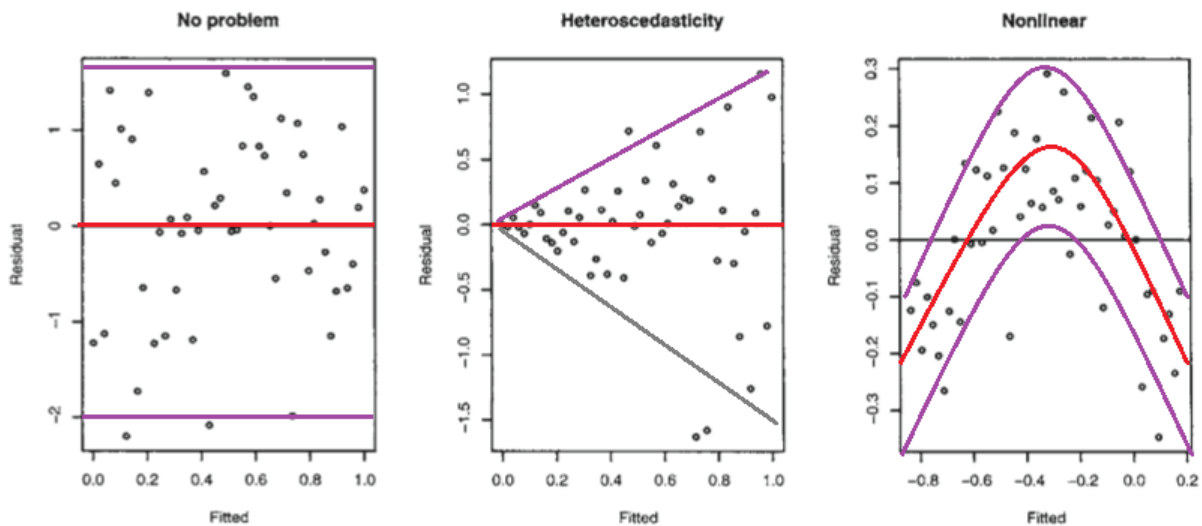 No problem
Residual
1
0
−1
−2
0.0 0.2 0.4 0.6 0.8 1.0
Fitted
Heteroscedasticity
Residual
1.0
0.5
0.0
−0.5
−1.0
−1.5
0.0 0.2 0.4 0.6 0.8 1.0
Fitted
Nonlinear
Residual
0.3
0.2
0.1
0.0
−0.1
−0.2
−0.3
−0.8 −0.6 −0.4 −0.2 0.0 0.2
Fitted